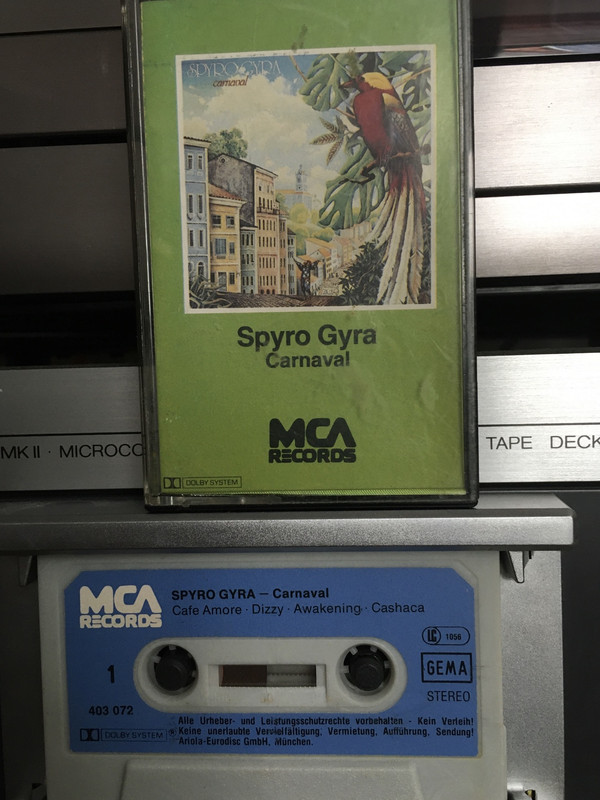 SPYRO GYRA
carnaval
Spyro Gyra
Carnaval
MCA
RECORDS
DOLBY SYSTEM
MK II · MICROCO
TAPE DECK
MCA
RECORDS
SPYRO GYRA – Carnaval
Cafe Amore · Dizzy · Awakening · Cashaca
LC 1056
1
GEMA
STEREO
403 072
DOLBY SYSTEM ®
Alle Urheber- und Leistungsschutzrechte vorbehalten - Kein Verleih!
Keine unerlaubte Vervielfältigung, Vermietung, Aufführung, Sendung!
Ariola-Eurodisc GmbH, München.